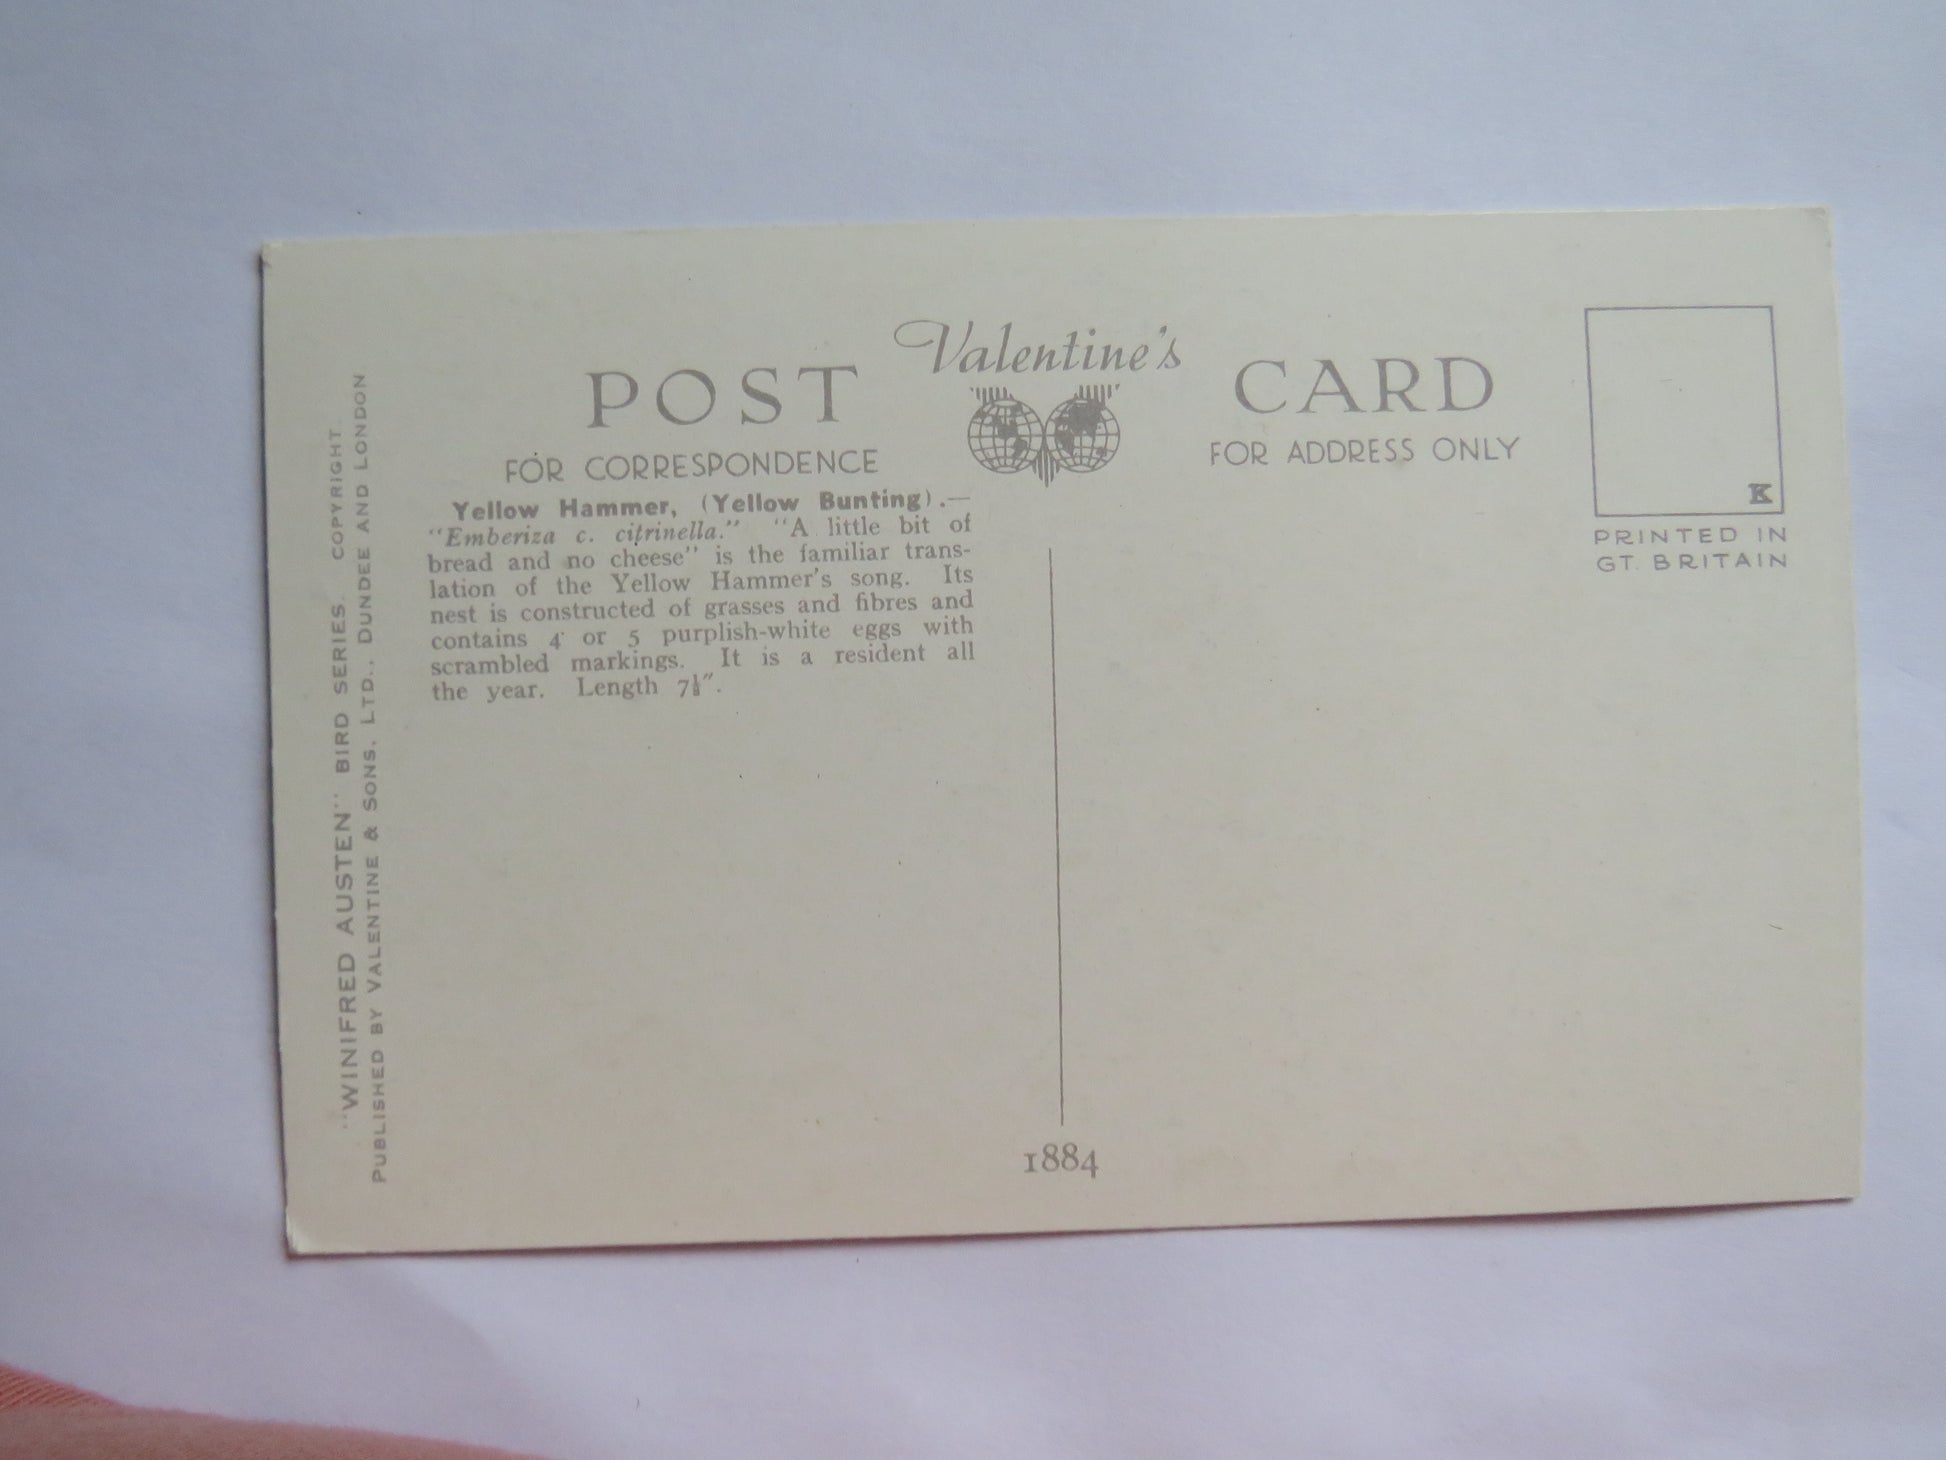 Valentine's
POST CARD
FOR CORRESPONDENCE
FOR ADDRESS ONLY
K
PRINTED IN
GT. BRITAIN
Yellow Hammer, (Yellow Bunting).—
"Emberiza c. citrinella." "A little bit of
bread and no cheese" is the familiar trans-
lation of the Yellow Hammer's song. Its
nest is constructed of grasses and fibres and
contains 4 or 5 purplish-white eggs with
scrambled markings. It is a resident all
the year. Length 7½".
1884
"WINIFRED AUSTEN" BIRD SERIES. COPYRIGHT.
PUBLISHED BY VALENTINE & SONS, LTD., DUNDEE AND LONDON